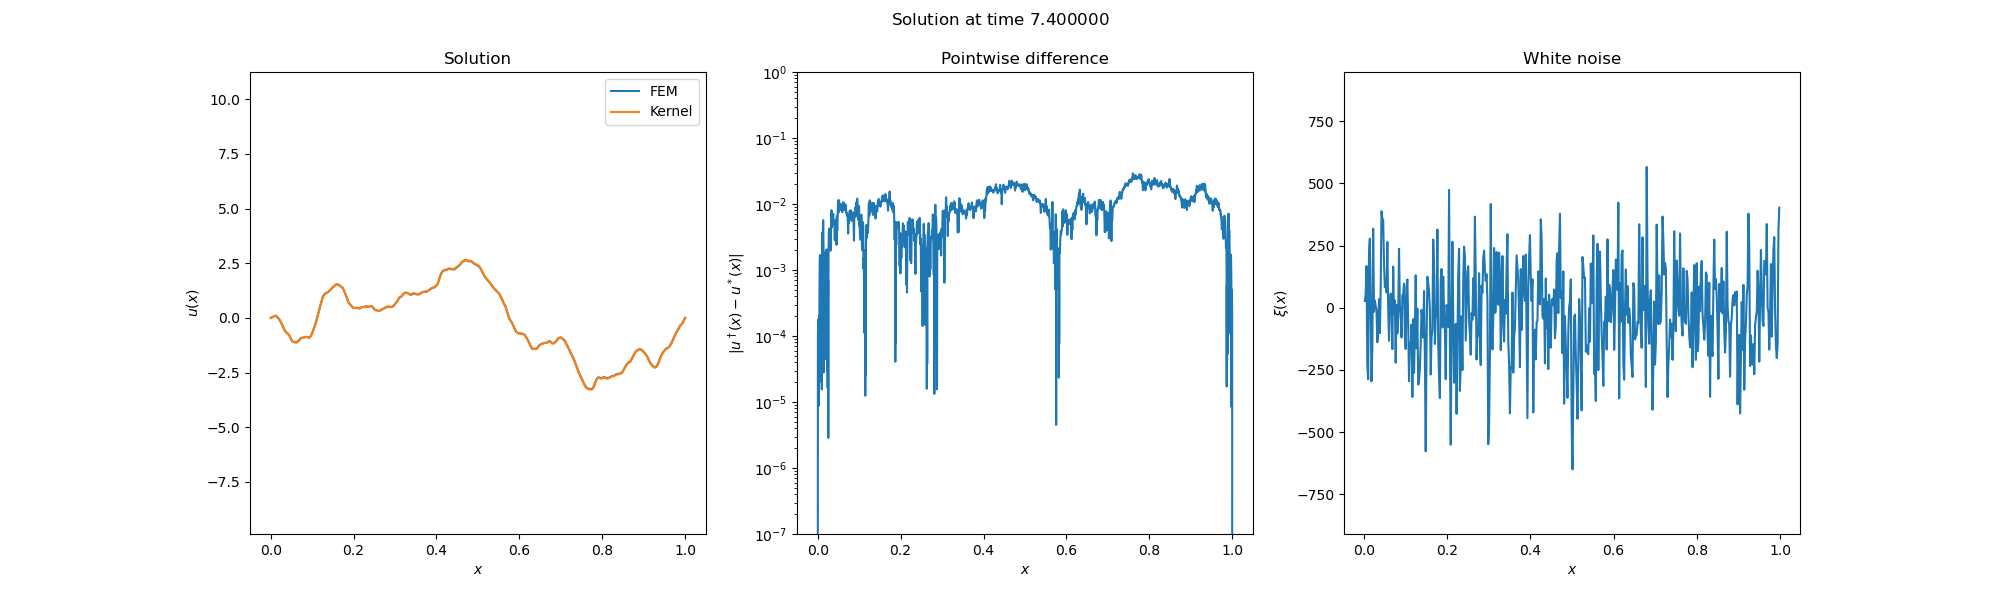 Solution at time 7.400000
Solution
10.0
7.5
5.0
2.5
0.0
−2.5
−5.0
−7.5
u(x)
FEM
Kernel
0.0 0.2 0.4 0.6 0.8 1.0
x
Pointwise difference
10⁰
10⁻¹
10⁻²
10⁻³
10⁻⁴
10⁻⁵
10⁻⁶
10⁻⁷
|u†(x) − u*(x)|
0.0 0.2 0.4 0.6 0.8 1.0
x
White noise
750
500
250
0
−250
−500
−750
ξ(x)
0.0 0.2 0.4 0.6 0.8 1.0
x